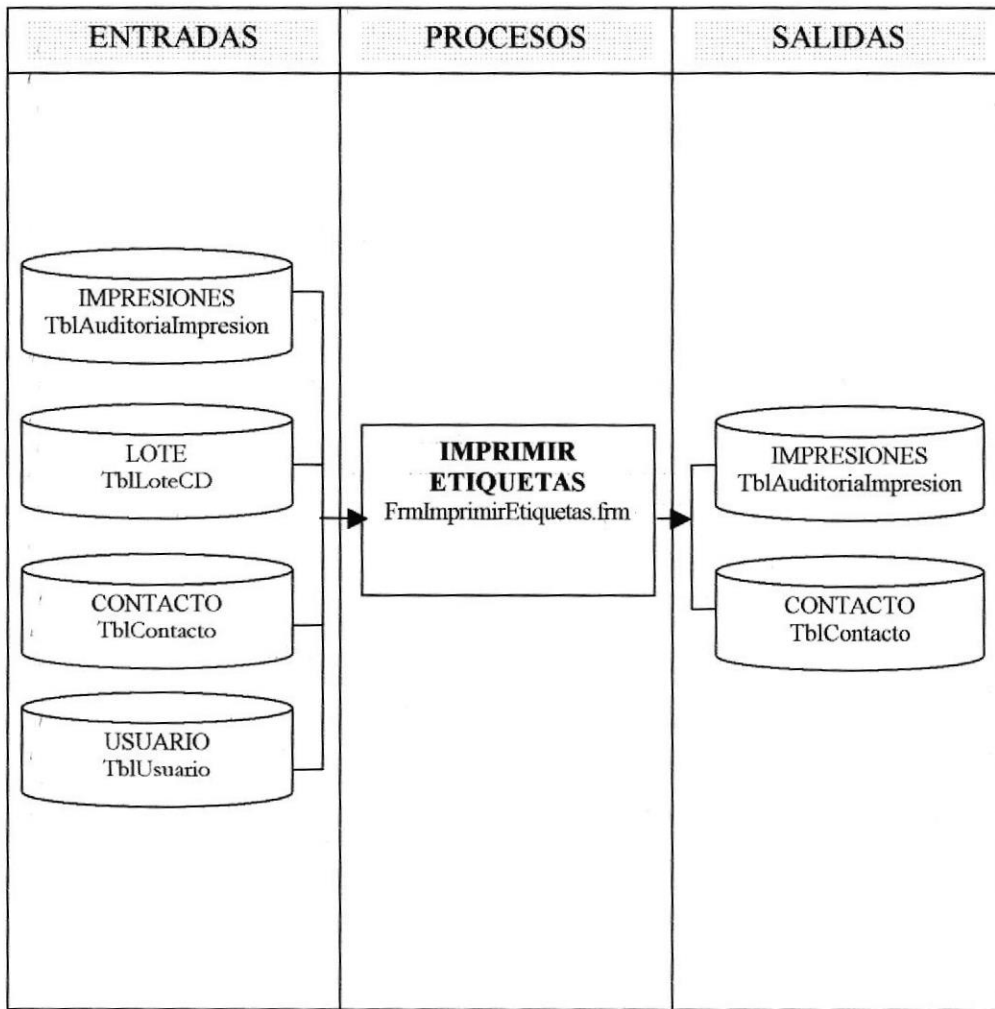 ENTRADAS
PROCESOS
SALIDAS
IMPRESIONES
TblAuditoriaImpresion
LOTE
TblLoteCD
CONTACTO
TblContacto
USUARIO
TblUsuario
IMPRIMIR
ETIQUETAS
FrmImprimirEtiquetas.frm
IMPRESIONES
TblAuditoriaImpresion
CONTACTO
TblContacto